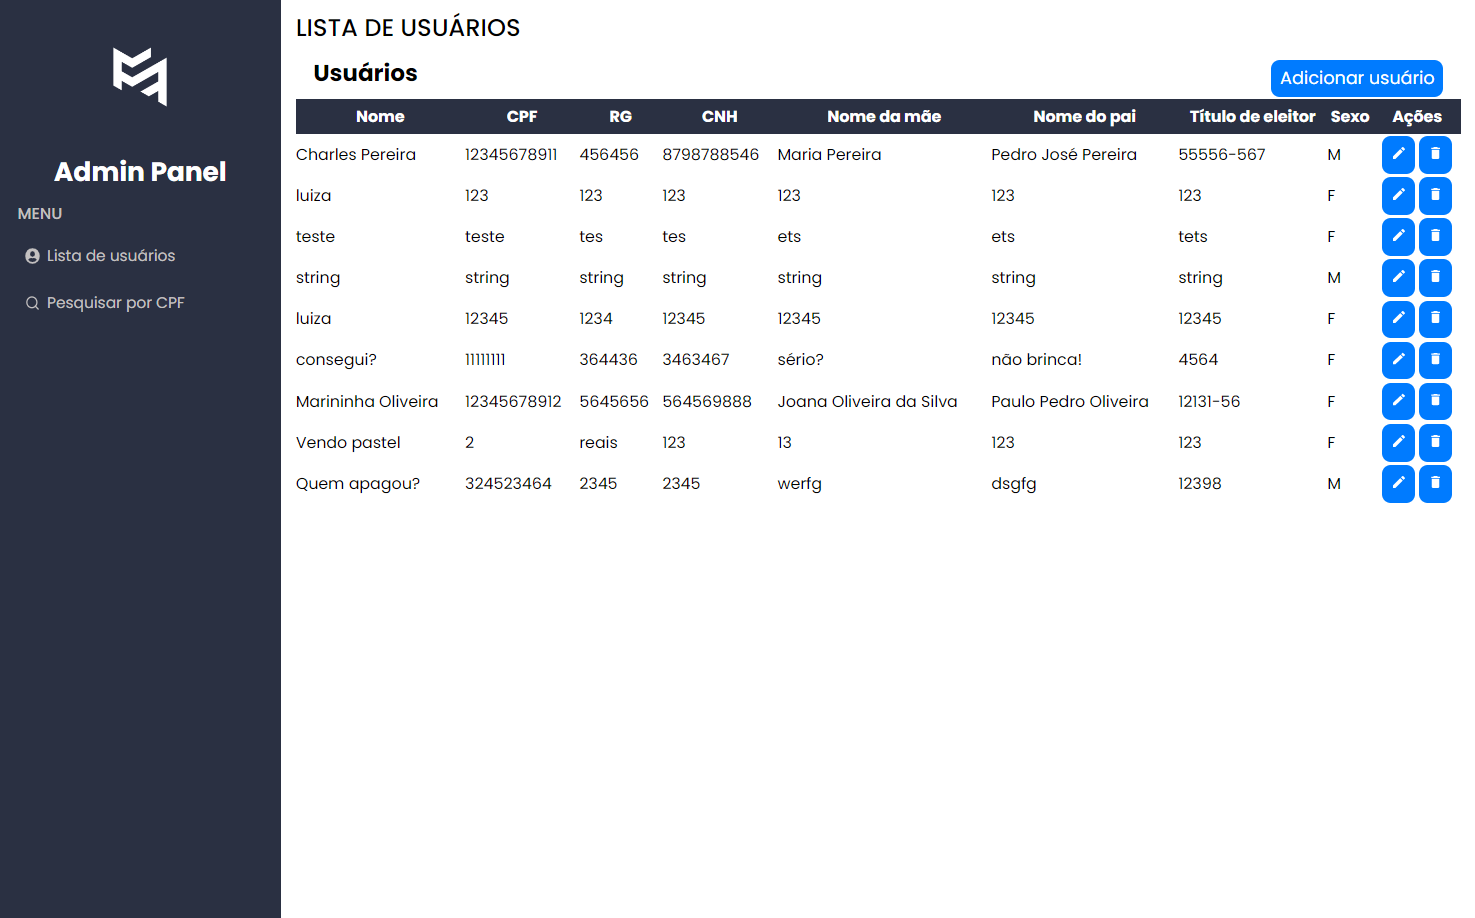 Admin Panel
MENU
Lista de usuários
Pesquisar por CPF
LISTA DE USUÁRIOS
Usuários
Adicionar usuário
Nome CPF RG CNH Nome da mãe Nome do pai Título de eleitor Sexo Ações
Charles Pereira 12345678911 456456 8798788546 Maria Pereira Pedro José Pereira 55556-567 M
luiza 123 123 123 123 123 123 F
teste teste tes tes ets ets tets F
string string string string string string string M
luiza 12345 1234 12345 12345 12345 12345 F
consegui? 11111111 364436 3463467 sério? não brinca! 4564 F
Marininha Oliveira 12345678912 5645656 564569888 Joana Oliveira da Silva Paulo Pedro Oliveira 12131-56 F
Vendo pastel 2 reais 123 13 123 123 F
Quem apagou? 324523464 2345 2345 werfg dsgfg 12398 M